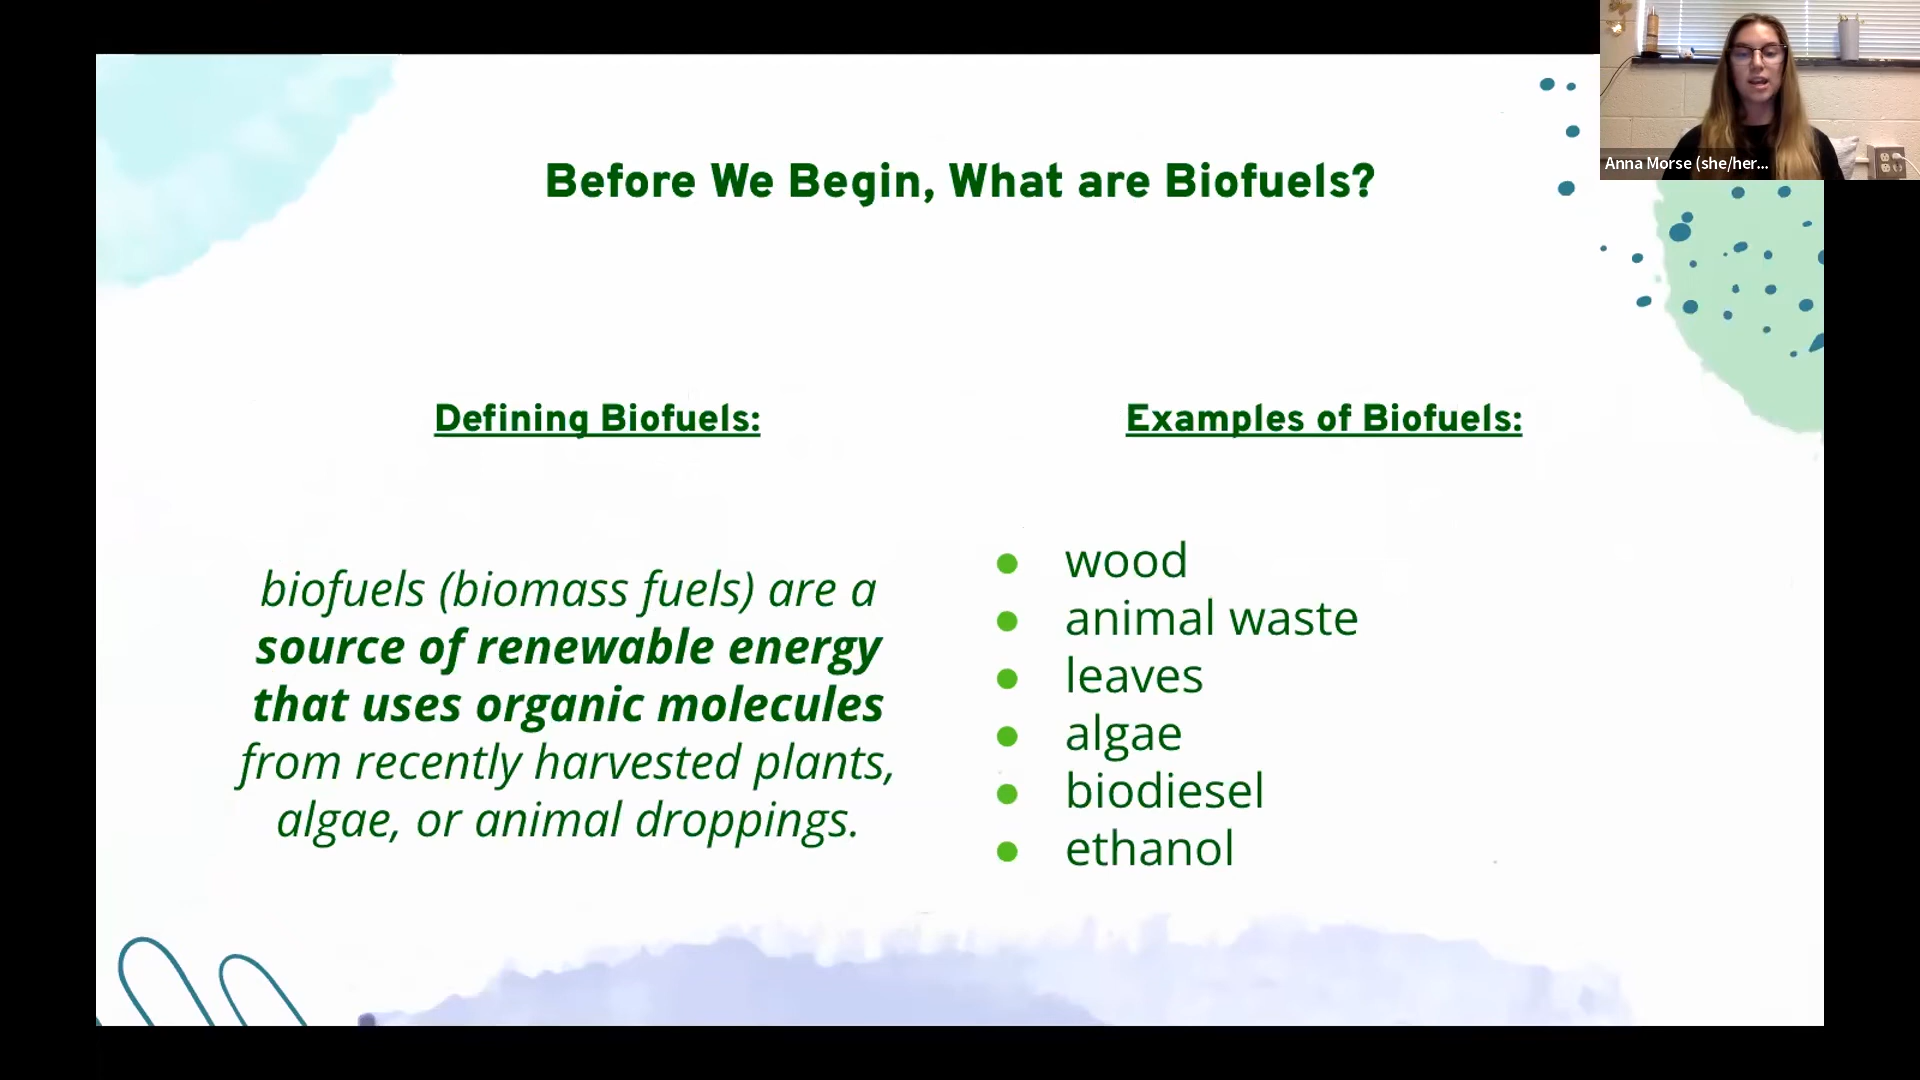 Before We Begin, What are Biofuels?
Anna Morse (she/her...
Defining Biofuels:
biofuels (biomass fuels) are a
source of renewable energy
that uses organic molecules
from recently harvested plants,
algae, or animal droppings.
Examples of Biofuels:
wood
animal waste
leaves
algae
biodiesel
ethanol